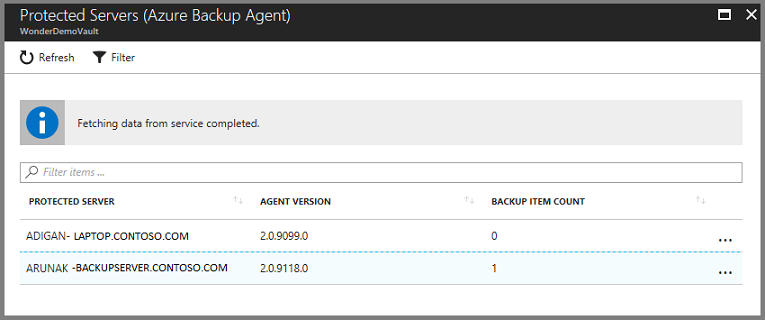 Protected Servers (Azure Backup Agent)
WonderDemoVault
Refresh Filter
Fetching data from service completed.
Filter items ...
PROTECTED SERVER AGENT VERSION BACKUP ITEM COUNT
ADIGAN- LAPTOP.CONTOSO.COM 2.0.9099.0 0 ...
ARUNAK -BACKUPSERVER.CONTOSO.COM 2.0.9118.0 1 ...